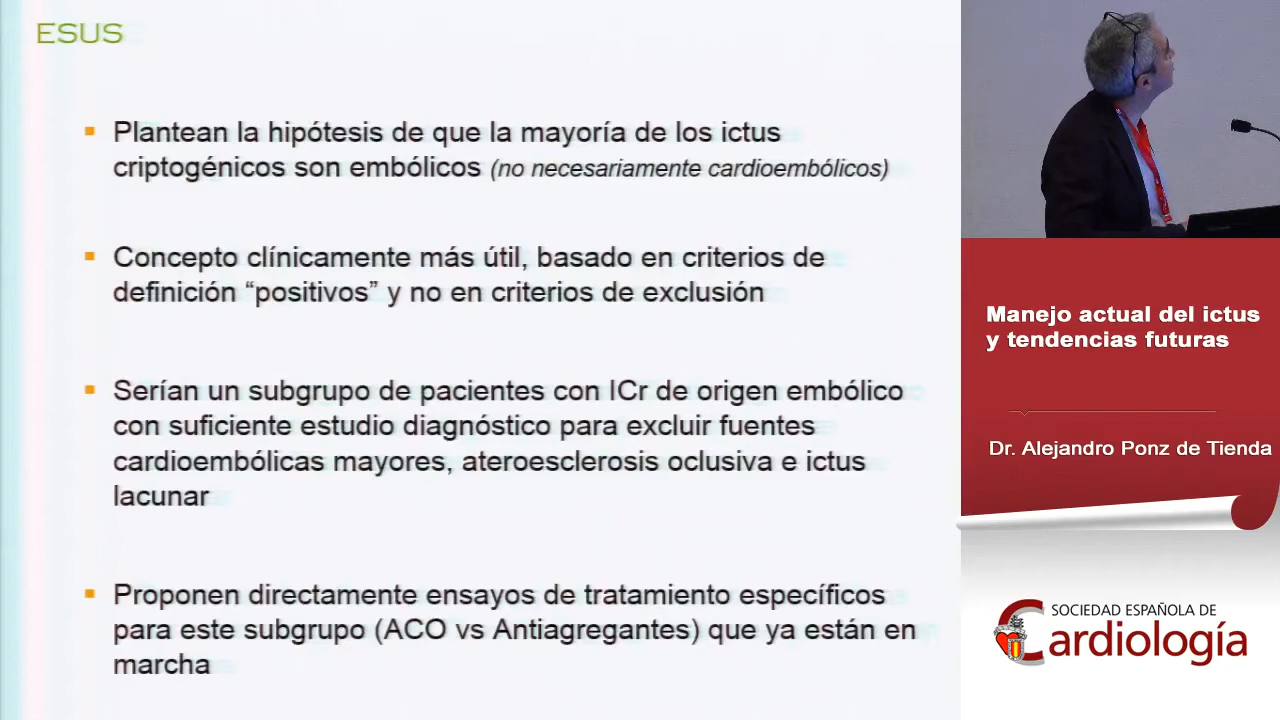 ESUS
Plantean la hipótesis de que la mayoría de los ictus
criptogénicos son embólicos (no necesariamente cardioembólicos)
Concepto clínicamente más útil, basado en criterios de
definición “positivos” y no en criterios de exclusión
Serían un subgrupo de pacientes con ICr de origen embólico
con suficiente estudio diagnóstico para excluir fuentes
cardioembólicas mayores, ateroesclerosis oclusiva e ictus
lacunar
Proponen directamente ensayos de tratamiento específicos
para este subgrupo (ACO vs Antiagregantes) que ya están en
marcha
Manejo actual del ictus
y tendencias futuras
Dr. Alejandro Ponz de Tienda
SOCIEDAD ESPAÑOLA DE
Cardiología